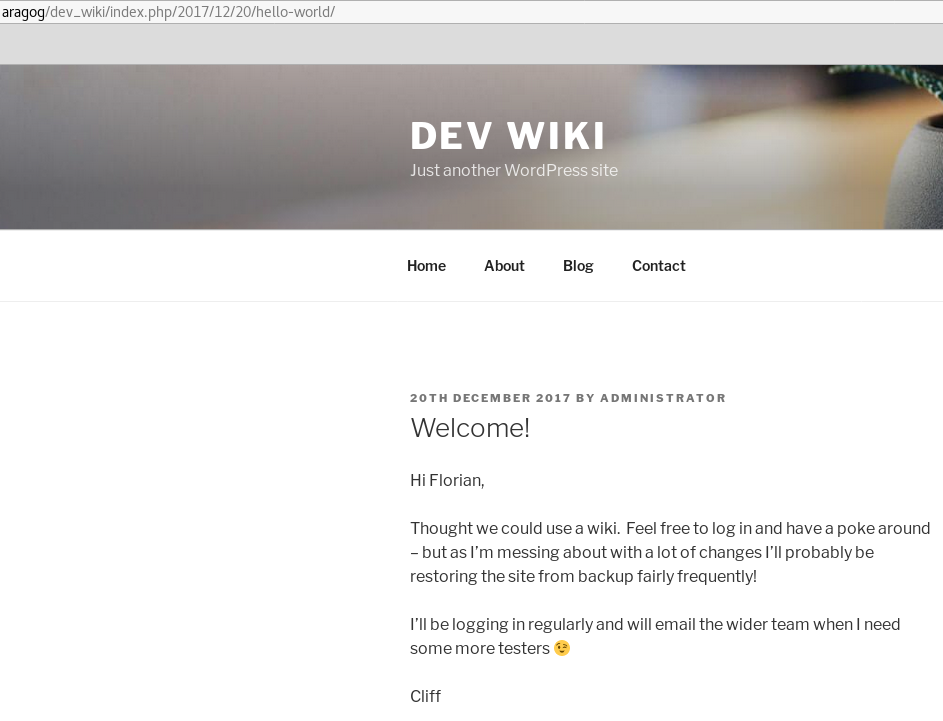 aragog/dev_wiki/index.php/2017/12/20/hello-world/
DEV WIKI
Just another WordPress site
Home About Blog Contact
20TH DECEMBER 2017 BY ADMINISTRATOR
Welcome!
Hi Florian,
Thought we could use a wiki.  Feel free to log in and have a poke around
– but as I’m messing about with a lot of changes I’ll probably be
restoring the site from backup fairly frequently!
I’ll be logging in regularly and will email the wider team when I need
some more testers 😉
Cliff